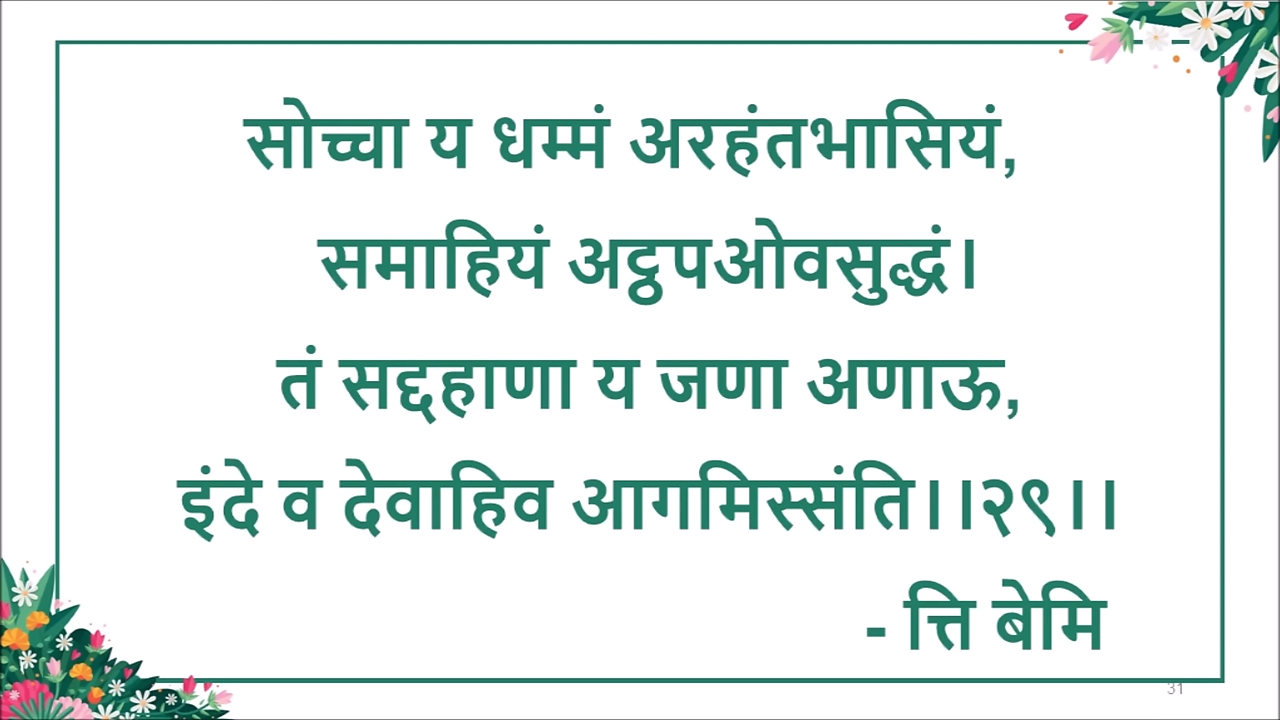 सोच्चा य धम्मं अरहंतभासियं,
समाहियं अट्ठपओवसुद्धं।
तं सद्दहाणा य जणा अणाऊ,
इंदे व देवाहिव आगमिस्संति।।२९।।
- त्ति बेमि
31